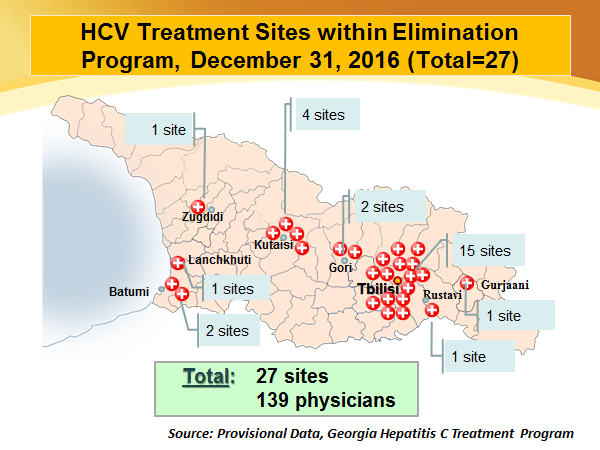 HCV Treatment Sites within Elimination
Program, December 31, 2016 (Total=27)
4 sites
1 site
2 sites
Zugdidi
Kutaisi
15 sites
Lanchkhuti
Gori
Tbilisi
Gurjaani
Batumi
1 sites
Rustavi
1 site
2 sites
1 site
Total: 27 sites
139 physicians
Source: Provisional Data, Georgia Hepatitis C Treatment Program